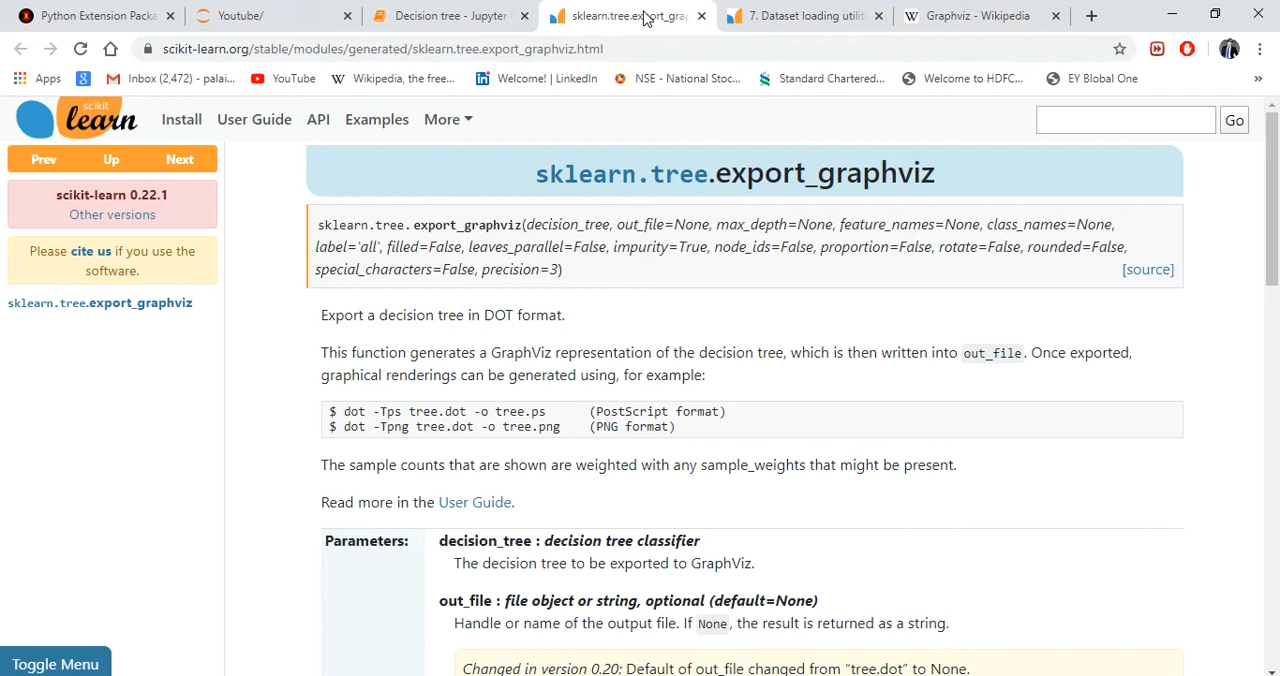 Python Extension Packa
Youtube/
Decision tree - Jupyter
sklearn.tree.export_gra
7. Dataset loading utilit
Graphviz - Wikipedia
scikit-learn.org/stable/modules/generated/sklearn.tree.export_graphviz.html
Apps
Inbox (2,472) - palai...
YouTube
Wikipedia, the free...
Welcome! | LinkedIn
NSE - National Stoc...
Standard Chartered...
Welcome to HDFC...
EY Blobal One
»
scikit
learn
Install
User Guide
API
Examples
More
Go
Prev
Up
Next
scikit-learn 0.22.1
Other versions
Please cite us if you use the
software.
sklearn.tree.export_graphviz
sklearn.tree.export_graphviz
sklearn.tree.export_graphviz(decision_tree, out_file=None, max_depth=None, feature_names=None, class_names=None,
label='all', filled=False, leaves_parallel=False, impurity=True, node_ids=False, proportion=False, rotate=False, rounded=False,
special_characters=False, precision=3)
[source]
Export a decision tree in DOT format.
This function generates a GraphViz representation of the decision tree, which is then written into out_file. Once exported,
graphical renderings can be generated using, for example:
$ dot -Tps tree.dot -o tree.ps (PostScript format)
$ dot -Tpng tree.dot -o tree.png (PNG format)
The sample counts that are shown are weighted with any sample_weights that might be present.
Read more in the User Guide.
Parameters:
decision_tree : decision tree classifier
The decision tree to be exported to GraphViz.
out_file : file object or string, optional (default=None)
Handle or name of the output file. If None, the result is returned as a string.
Changed in version 0.20: Default of out_file changed from “tree.dot” to None.
Toggle Menu